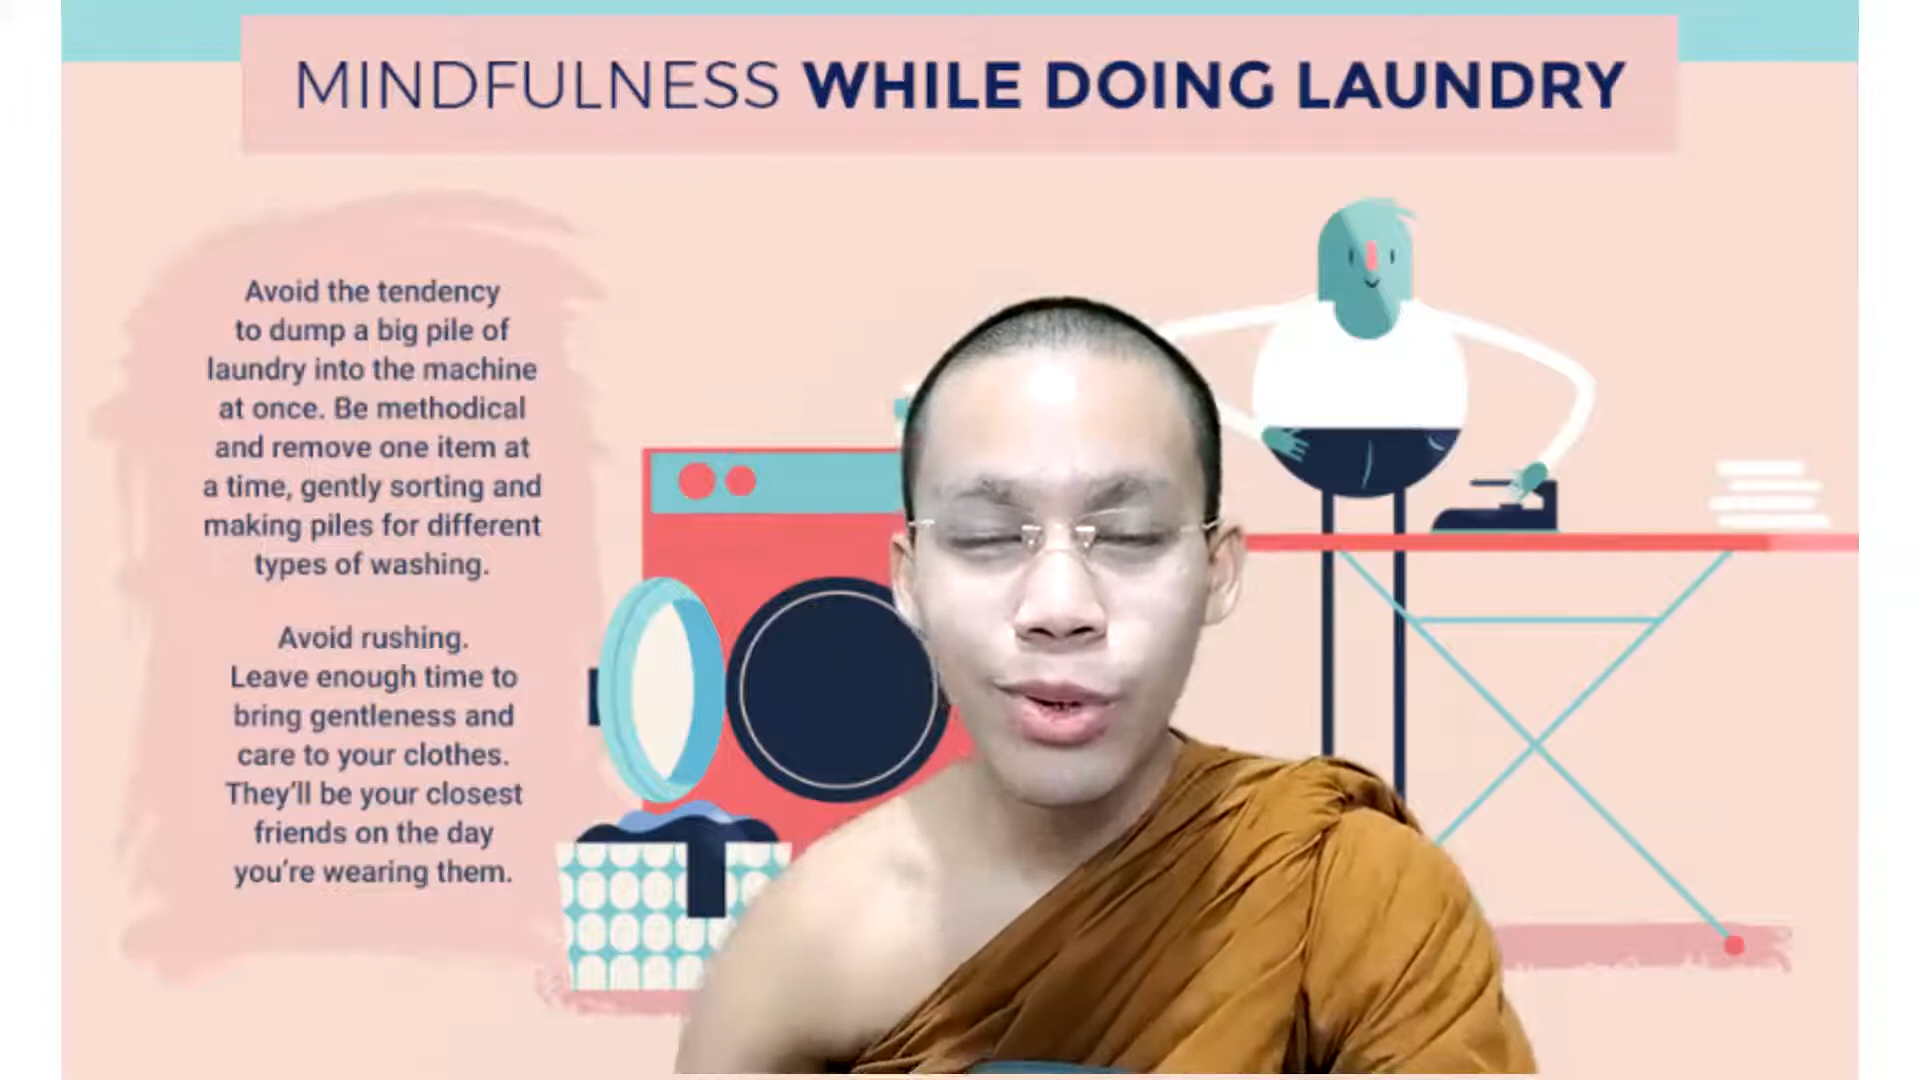 MINDFULNESS WHILE DOING LAUNDRY
Avoid the tendency
to dump a big pile of
laundry into the machine
at once. Be methodical
and remove one item at
a time, gently sorting and
making piles for different
types of washing.
Avoid rushing.
Leave enough time to
bring gentleness and
care to your clothes.
They'll be your closest
friends on the day
you're wearing them.